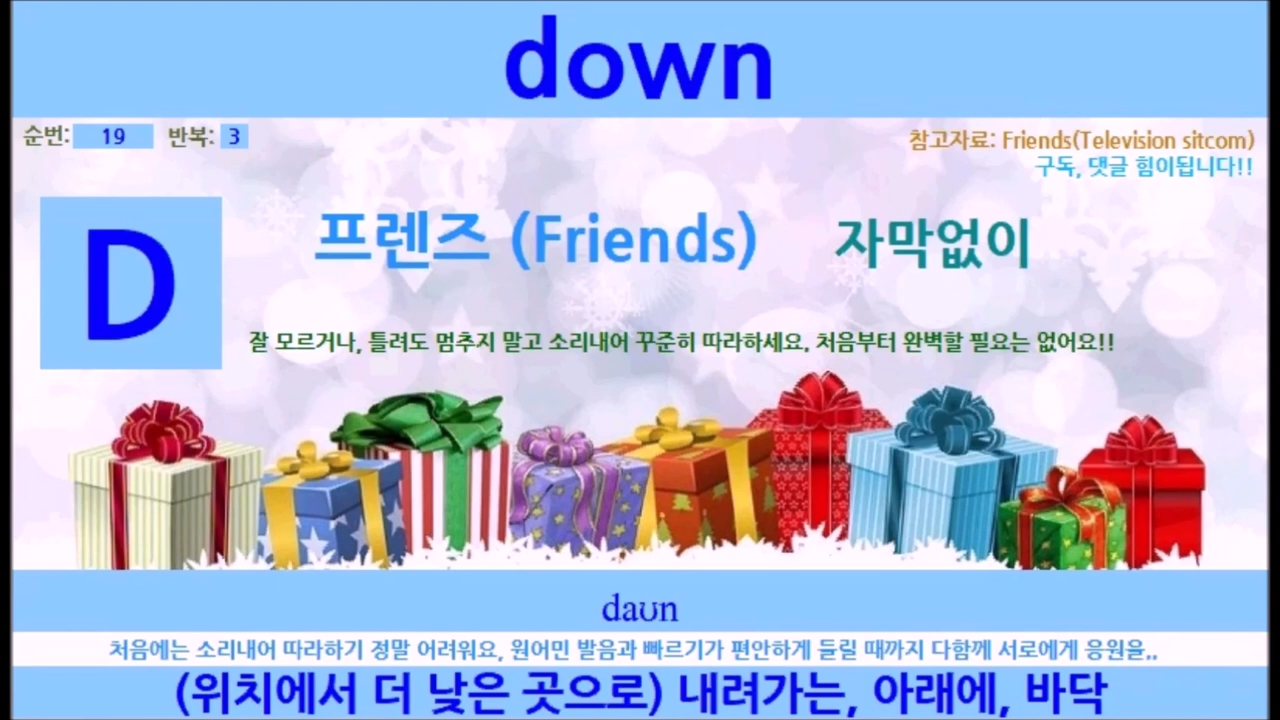 down
순번: 19 반복: 3
참고자료: Friends(Television sitcom)
구독, 댓글 힘이됩니다!!
D
프렌즈 (Friends) 자막없이
잘 모르거나, 틀려도 멈추지 말고 소리내어 꾸준히 따라하세요, 처음부터 완벽할 필요는 없어요!!
daʊn
처음에는 소리내어 따라하기 정말 어려워요, 원어민 발음과 빠르기가 편안하게 들릴 때까지 다함께 서로에게 응원을,,
(위치에서 더 낮은 곳으로) 내려가는, 아래에, 바닥